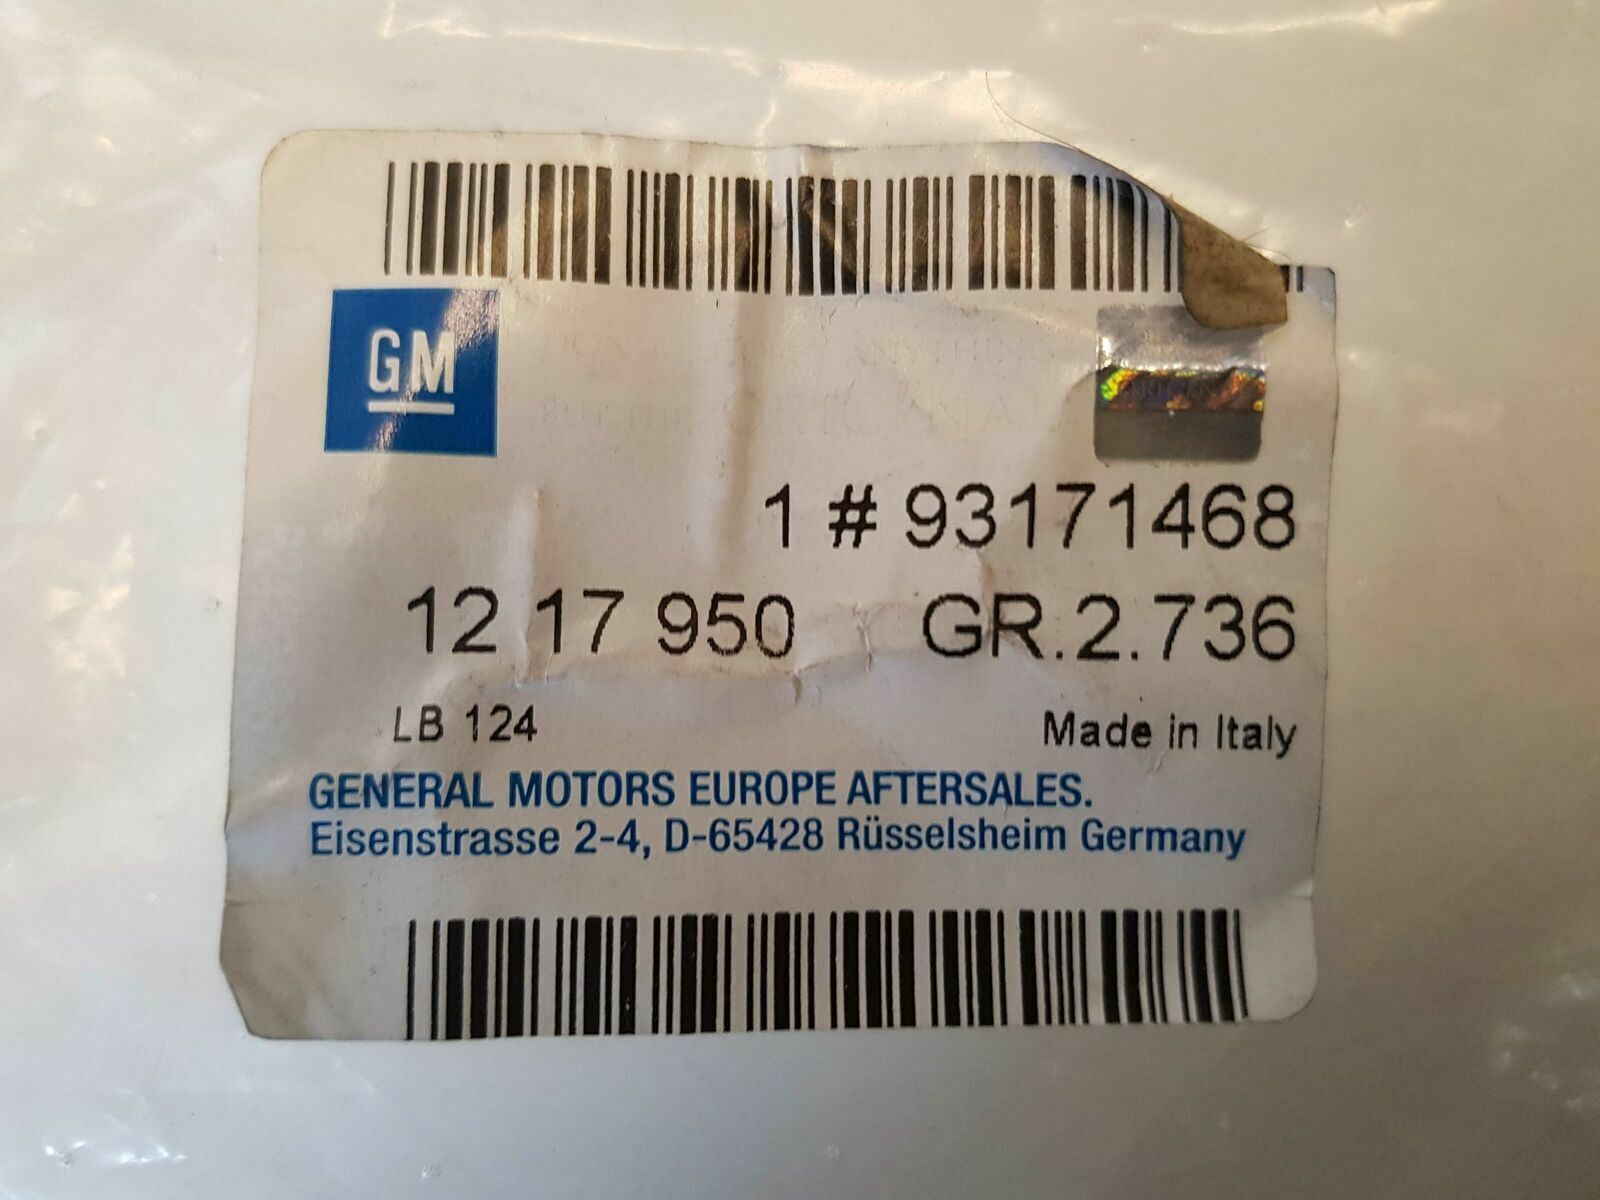 GM
1 # 93171468
12 17 950 GR.2.736
LB 124 Made in Italy
GENERAL MOTORS EUROPE AFTERSALES.
Eisenstrasse 2-4, D-65428 Rüsselsheim Germany